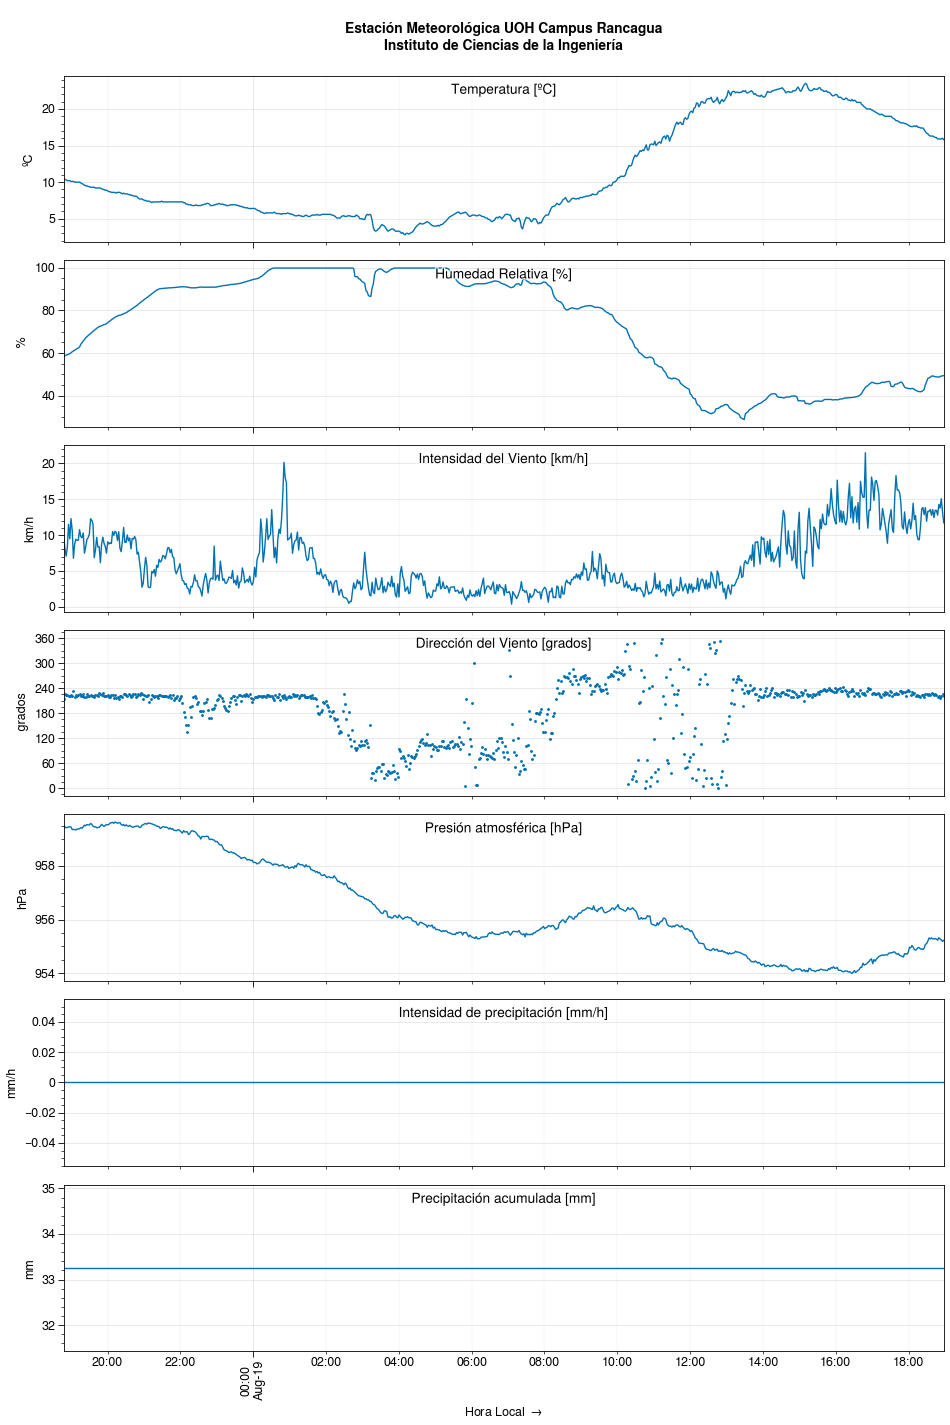 Estación Meteorológica UOH Campus Rancagua
Instituto de Ciencias de la Ingeniería
Temperatura [ºC]
20
15
10
5
ºC
Humedad Relativa [%]
100
80
60
40
%
Intensidad del Viento [km/h]
20
15
10
5
0
km/h
Dirección del Viento [grados]
360
300
240
180
120
60
0
grados
Presión atmosférica [hPa]
958
956
954
hPa
Intensidad de precipitación [mm/h]
0.04
0.02
0
−0.02
−0.04
mm/h
Precipitación acumulada [mm]
35
34
33
32
mm
20:00 22:00 00:00 02:00 04:00 06:00 08:00 10:00 12:00 14:00 16:00 18:00
Aug-19
Hora Local →